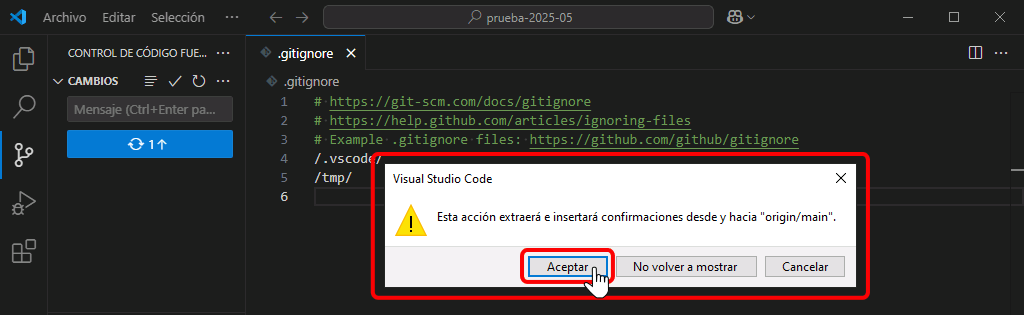 Archivo Editar Selección ··· prueba-2025-05
CONTROL DE CÓDIGO FUE... ···
CAMBIOS
Mensaje (Ctrl+Enter pa...
1↑
.gitignore
.gitignore
1 # https://git-scm.com/docs/gitignore
2 # https://help.github.com/articles/ignoring-files
3 # Example .gitignore files: https://github.com/github/gitignore
4 /.vscode/
5 /tmp/
6
Visual Studio Code
Esta acción extraerá e insertará confirmaciones desde y hacia "origin/main".
Aceptar No volver a mostrar Cancelar